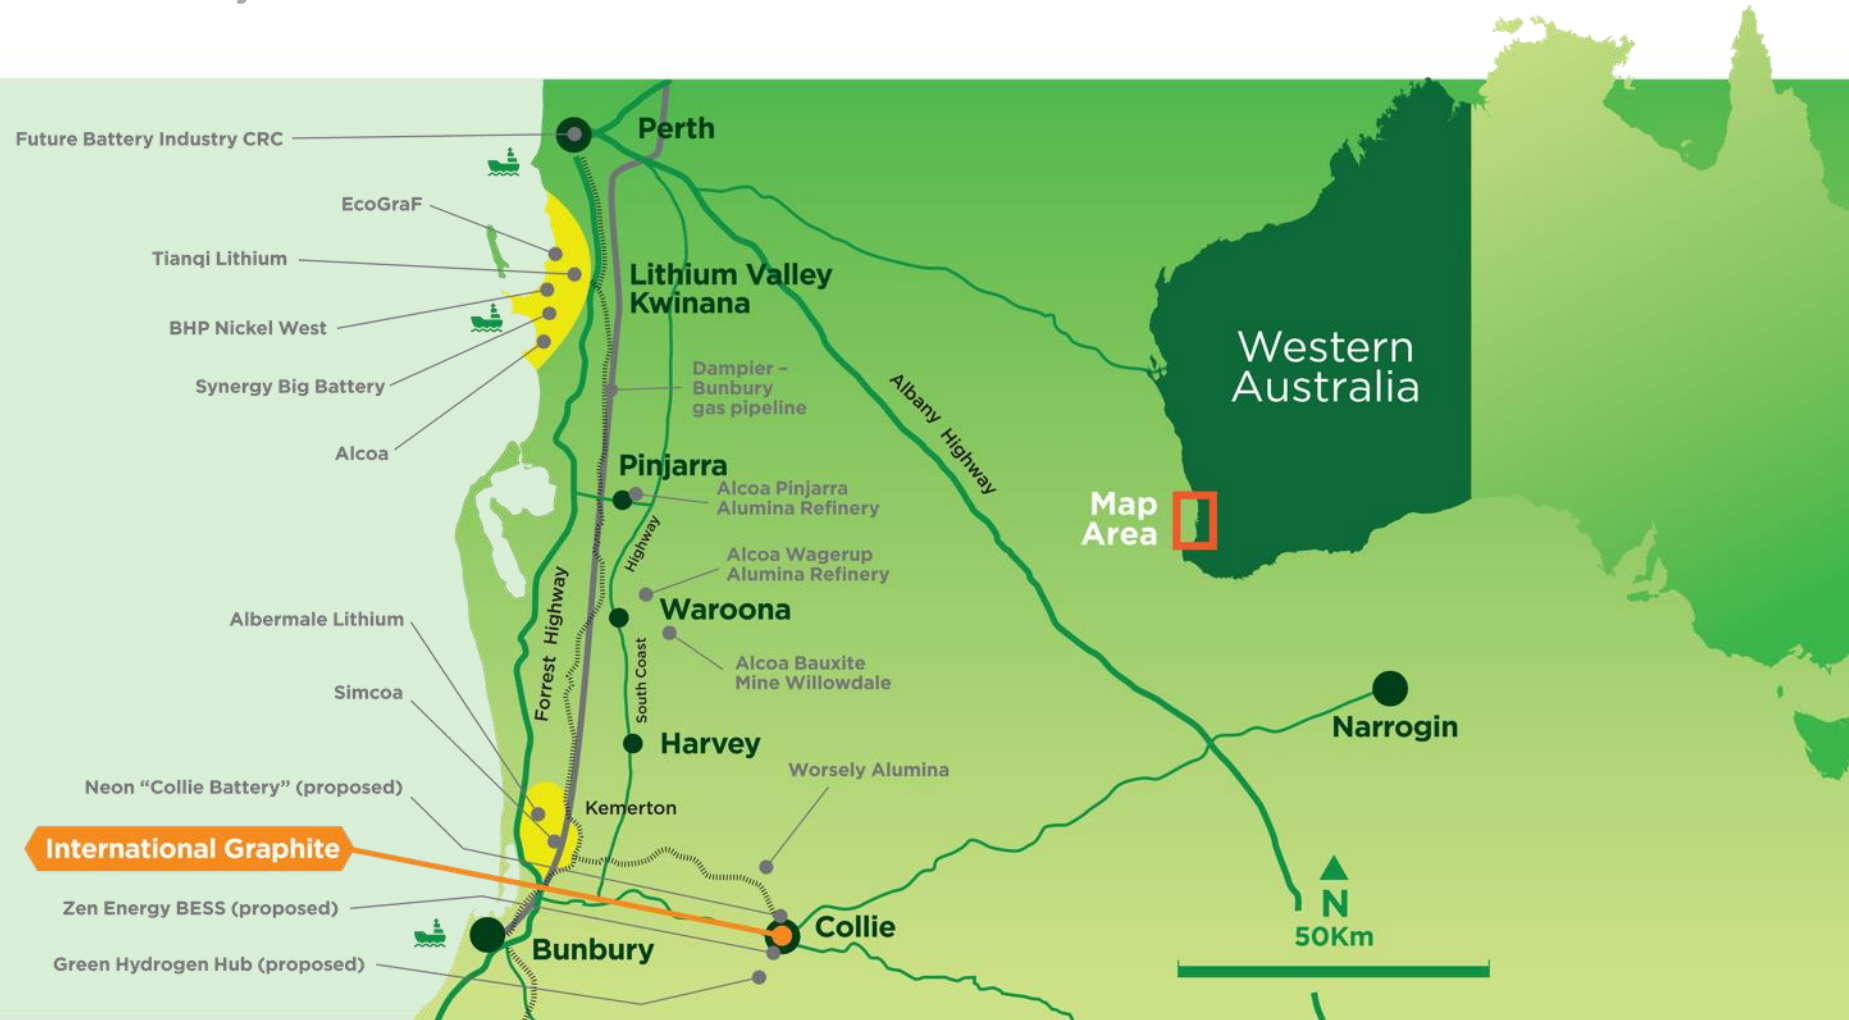 Future Battery Industry CRC
Perth
EcoGraF
Tianqi Lithium
Lithium Valley
Kwinana
BHP Nickel West
Synergy Big Battery
Alcoa
Dampier –
Bunbury
gas pipeline
Albany Highway
Western
Australia
Pinjarra
Alcoa Pinjarra
Alumina Refinery
Map
Area
Highway
Alcoa Wagerup
Alumina Refinery
Forrest Highway
Waroona
Albermale Lithium
South Coast
Alcoa Bauxite
Mine Willowdale
Simcoa
Narrogin
Harvey
Worsely Alumina
Neon “Collie Battery” (proposed)
Kemerton
International Graphite
Zen Energy BESS (proposed)
N
50Km
Collie
Bunbury
Green Hydrogen Hub (proposed)